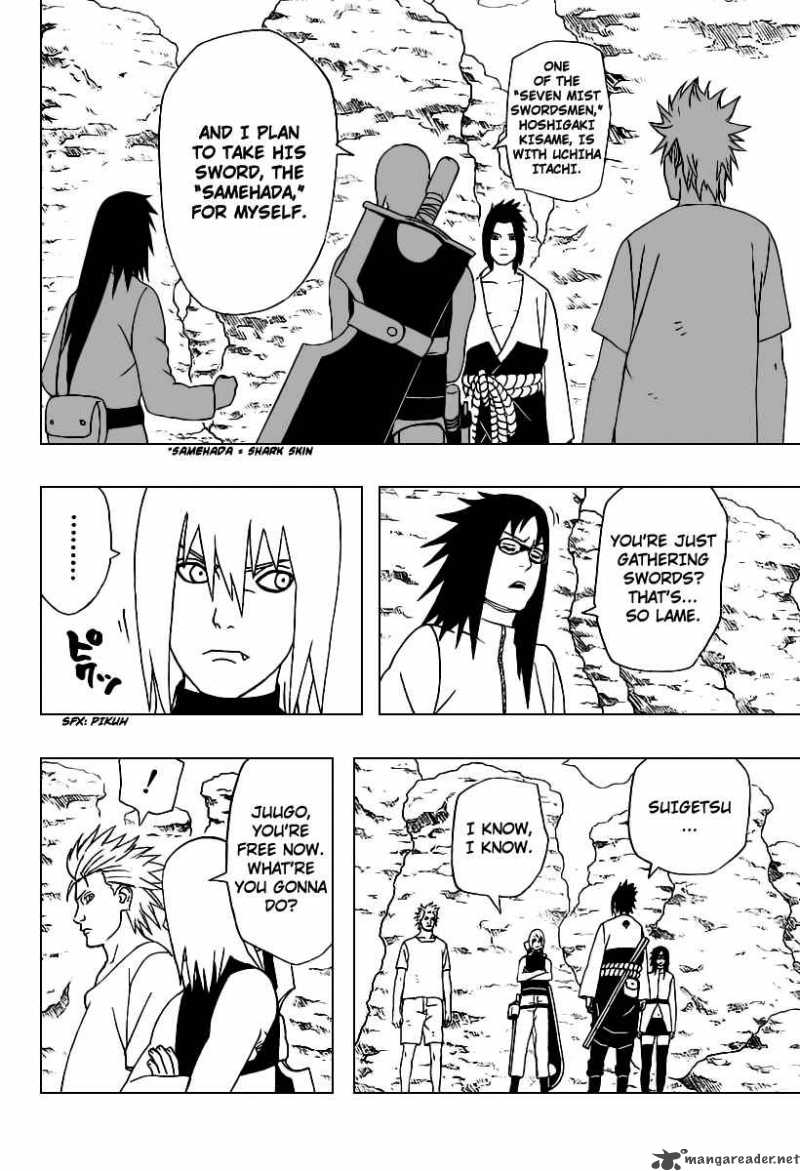 ONE
OF THE
"SEVEN MIST
SWORDSMEN,"
HOSHIGAKI
KISAME, IS
WITH UCHIHA
ITACHI.
AND I PLAN
TO TAKE HIS
SWORD, THE
"SAMEHADA,"
FOR MYSELF.
*SAMEHADA = SHARK SKIN
YOU'RE JUST
GATHERING
SWORDS?
THAT'S...
SO LAME.
.........
ピクッ
SFX: PIKUH
SUIGETSU
...
I KNOW,
I KNOW.
JUUGO,
YOU'RE
FREE NOW.
WHAT'RE
YOU GONNA
DO?
!
mangareader.net